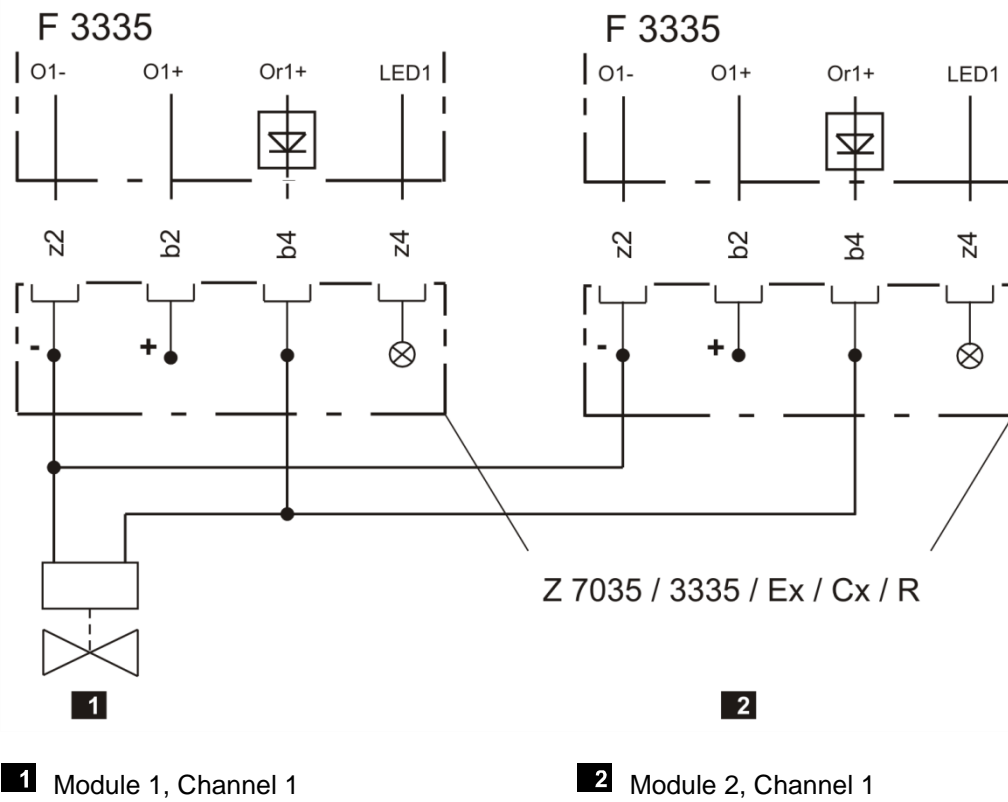 F 3335 F 3335
O1- O1+ Or1+ LED1 O1- O1+ Or1+ LED1
z2 b2 b4 z4 z2 b2 b4 z4
- + - +
Z 7035 / 3335 / Ex / Cx / R
1 2
1 Module 1, Channel 1 2 Module 2, Channel 1